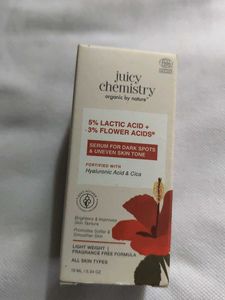 juicy
chemistry
organic by nature™
5% LACTIC ACID +
3% FLOWER ACIDS*
SERUM FOR DARK SPOTS
& UNEVEN SKIN TONE
FORTIFIED WITH
Hyaluronic Acid & Cica
Brightens & Improves
Skin Texture
Promotes Softer &
Smoother Skin
LIGHT WEIGHT |
FRAGRANCE FREE FORMULA
ALL SKIN TYPES